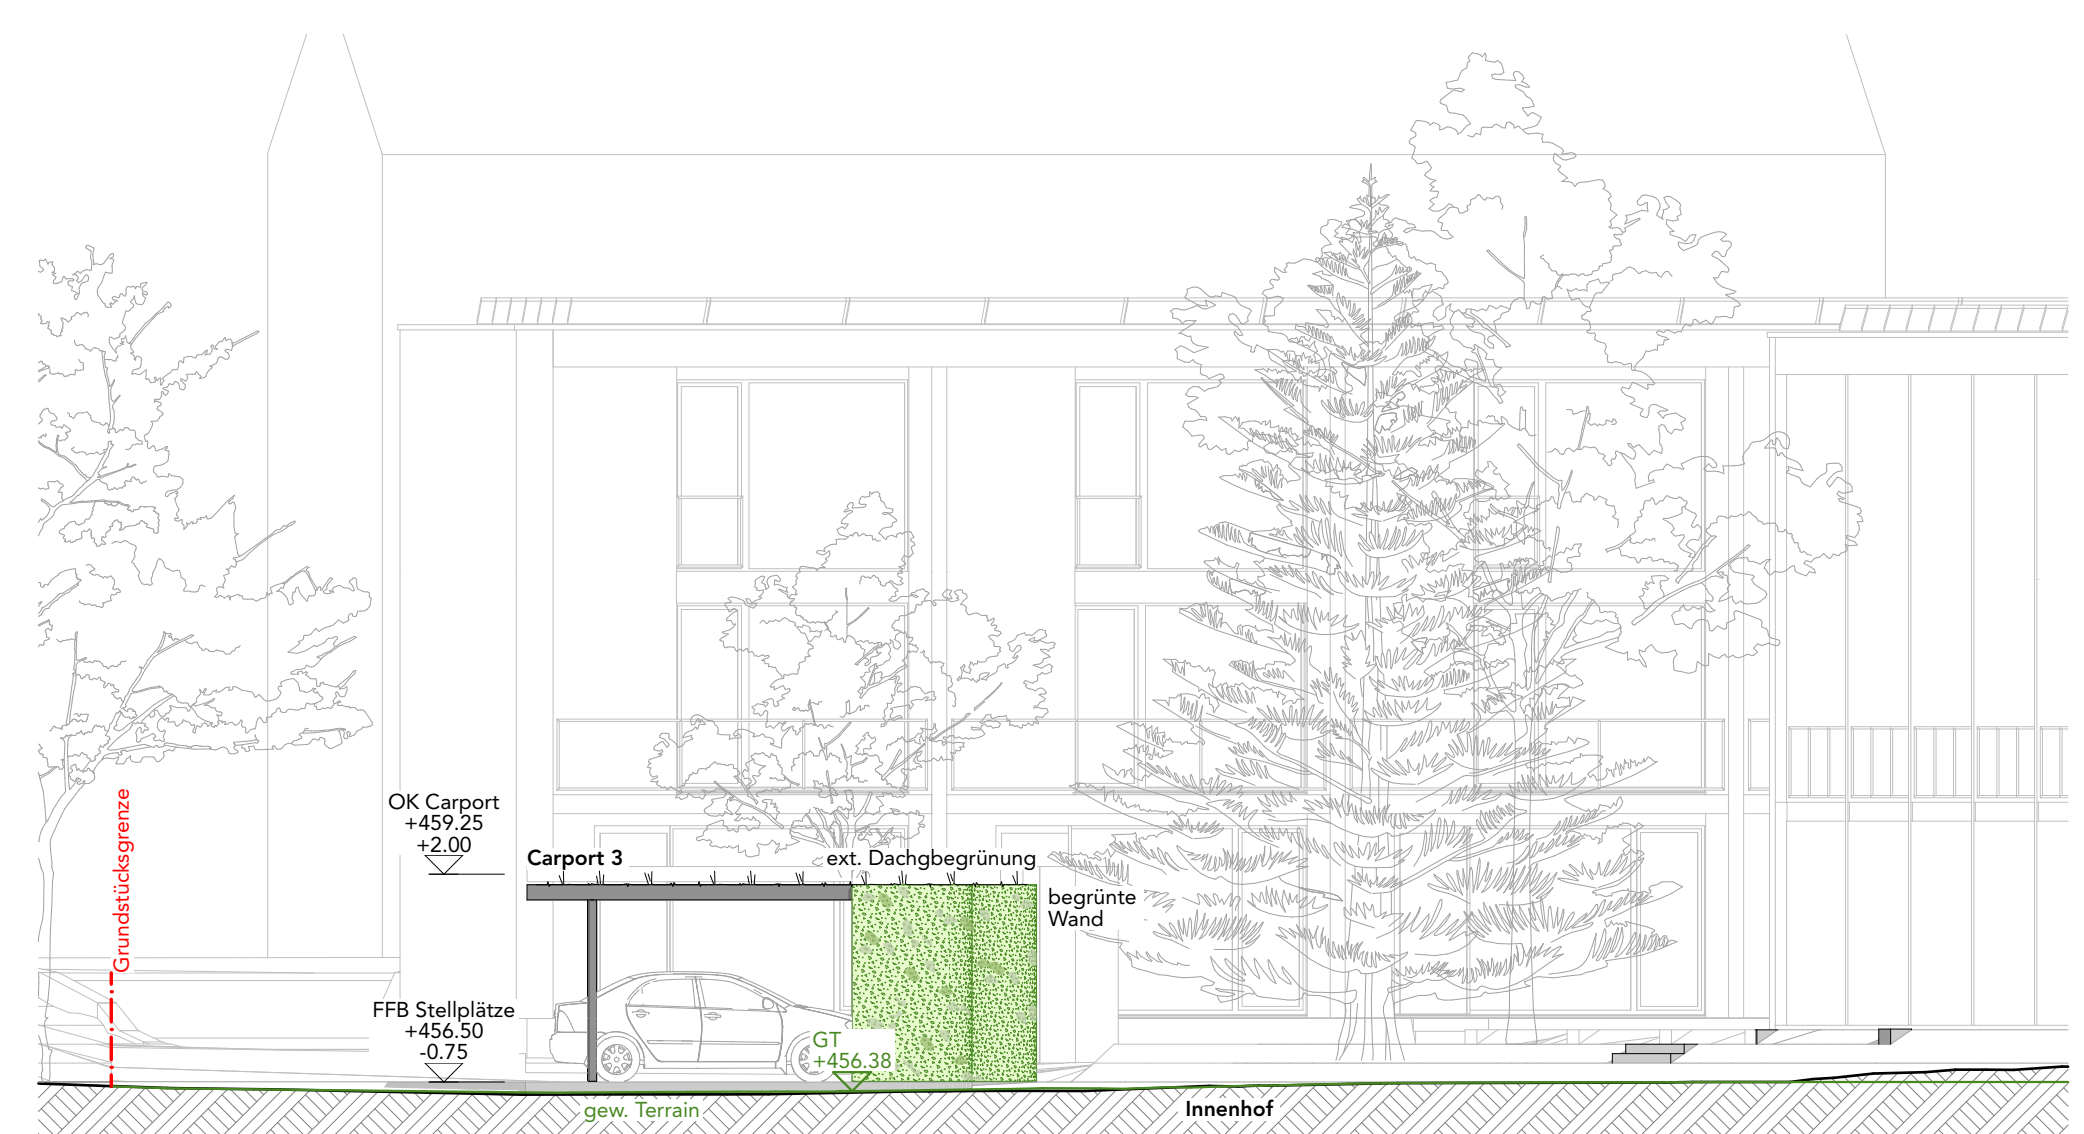 Grundstücksgrenze
OK Carport
+459.25
+2.00
Carport 3
ext. Dachgbegrünung
begrünte
Wand
FFB Stellplätze
+456.50
-0.75
GT
+456.38
gew. Terrain
Innenhof